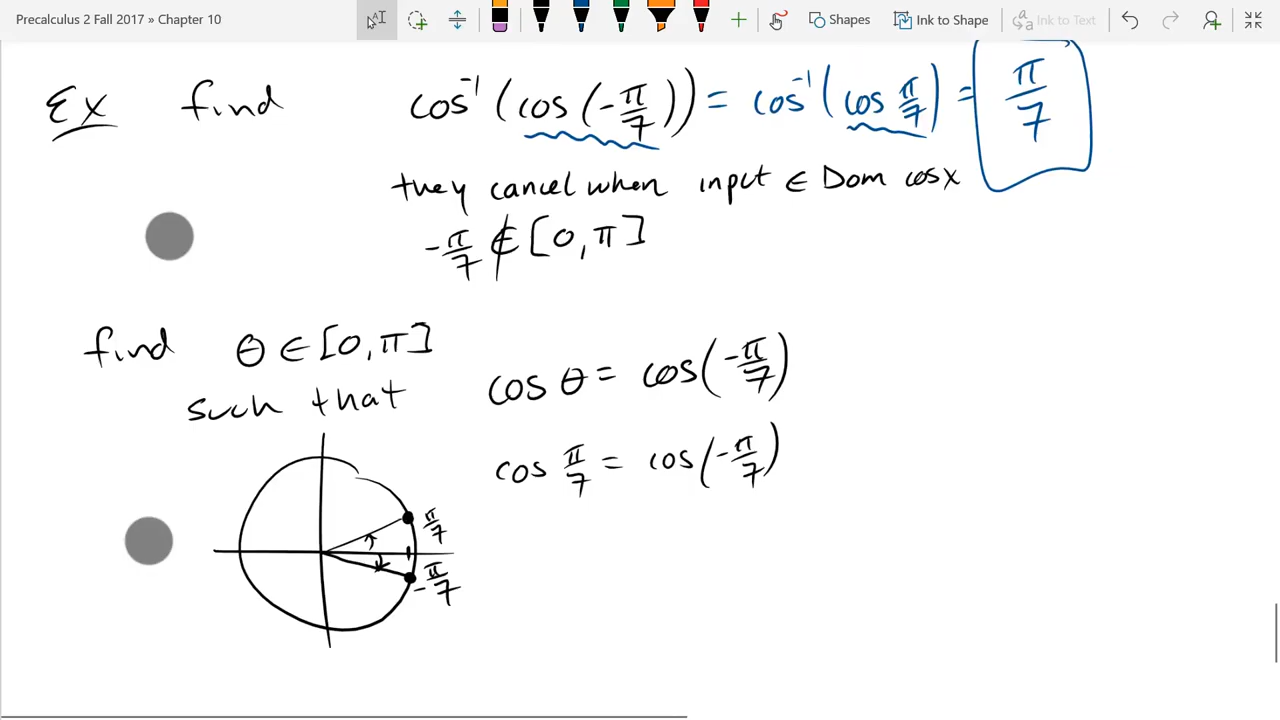 Precalculus 2 Fall 2017 » Chapter 10
Shapes
Ink to Shape
Ink to Text
Ex find cos⁻¹(cos(-π/7)) = cos⁻¹(cos π/7) = π/7
they cancel when input ∈ Dom cosx
-π/7 ∉ [0, π]
find θ ∈ [0, π]
such that
cos θ = cos(-π/7)
cos π/7 = cos(-π/7)
π/7
-π/7